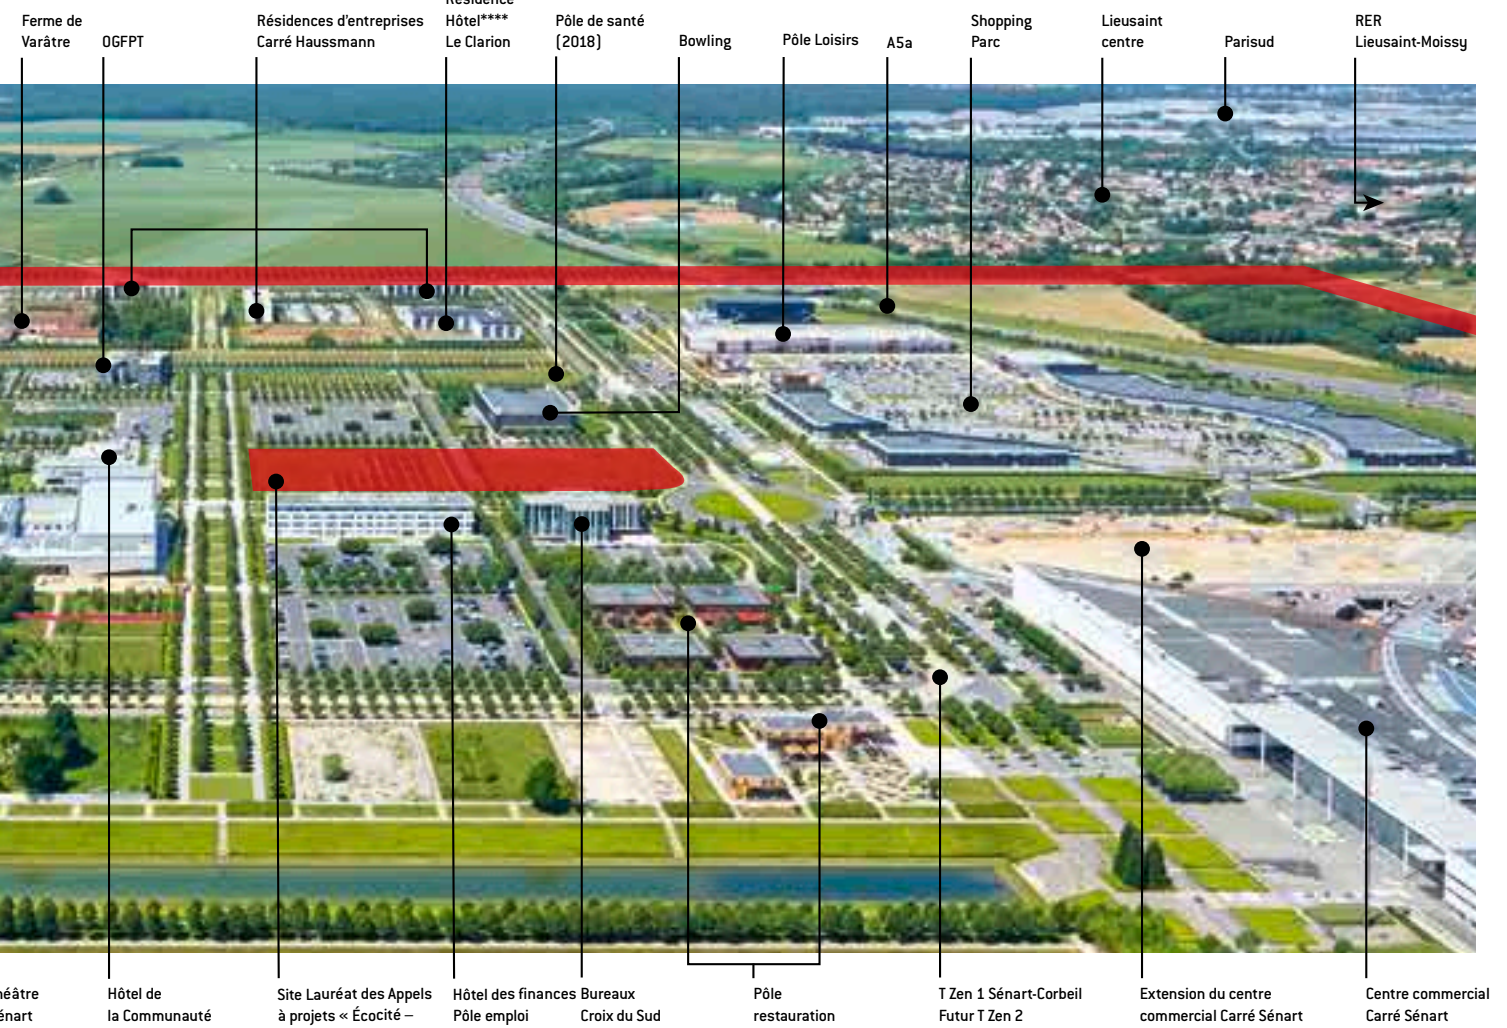 Résidence
Ferme de
Varâtre
OGFPT
Résidences d'entreprises
Carré Haussmann
Hôtel****
Le Clarion
Pôle de santé
(2018)
Bowling
Pôle Loisirs
A5a
Shopping
Parc
Lieusaint
centre
Parisud
RER
Lieusaint-Moissy
Hôtel de
la Communauté
Site Lauréat des Appels
à projets « Écocité –
Hôtel des finances
Pôle emploi
Bureaux
Croix du Sud
Pôle
restauration
T Zen 1 Sénart-Corbeil
Futur T Zen 2
Extension du centre
commercial Carré Sénart
Centre commercial
Carré Sénart